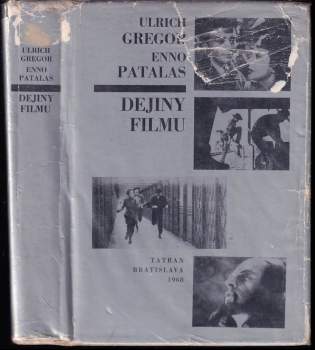 ULRICH
GREGOR
ENNO
PATALAS
DEJINY
FILMU
ULRICH
GREGOR
ENNO
PATALAS
DEJINY
FILMU
TATRAN
BRATISLAVA
1968